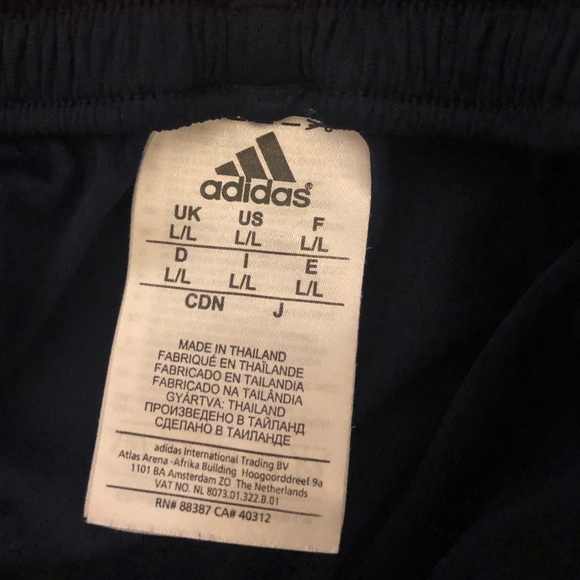 adidas®
UK US F
L/L L/L L/L
D I E
L/L L/L L/L
CDN J
MADE IN THAILAND
FABRIQUÉ EN THAÏLANDE
FABRICADO EN TAILANDIA
FABRICADO NA TAILÂNDIA
GYÁRTVA: THAILAND
ПРОИЗВЕДЕНО В ТАЙЛАНД
СДЕЛАНО В ТАИЛАНДЕ
adidas International Trading BV
Atlas Arena -Afrika Building Hoogoorddreef 9a
1101 BA Amsterdam ZO The Netherlands
VAT NO. NL 8073.01.322.B.01
RN# 88387 CA# 40312